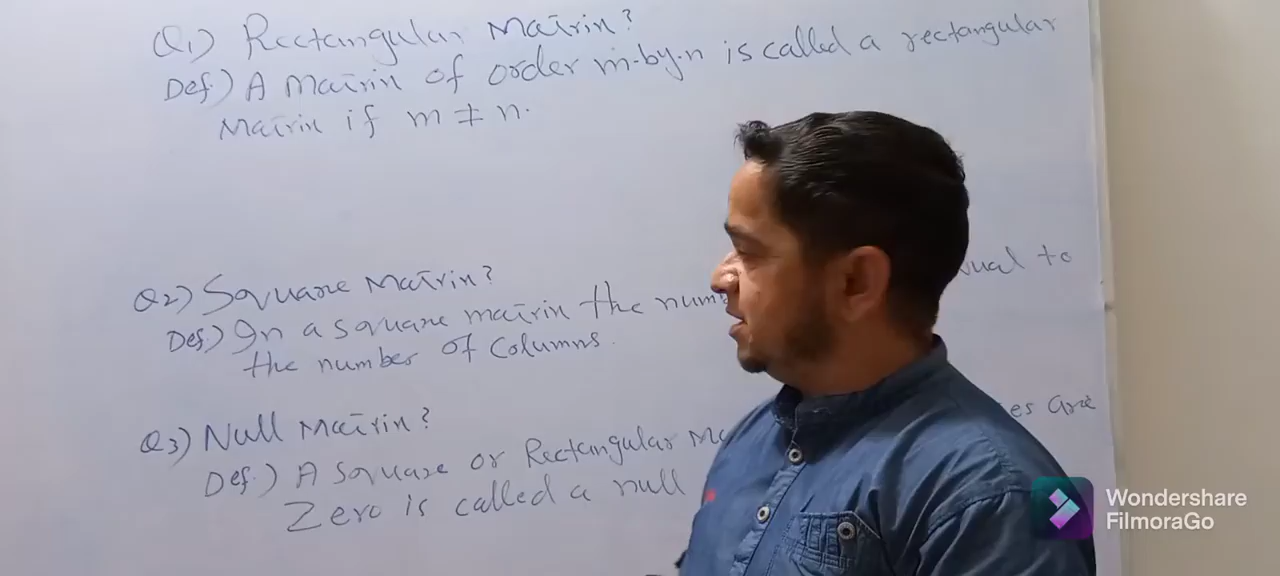 Q1) Rectangular Matrix?
Def.) A Matrix of order m-by-n is called a rectangular
Matrix if m ≠ n.
Q2) Square Matrix?
Def.) In a square matrix the num
the number of Columns.
Q3) Null Matrix?
Def.) A Square or Rectangular Ma es are
Zero is called a null
to
Wondershare
FilmoraGo